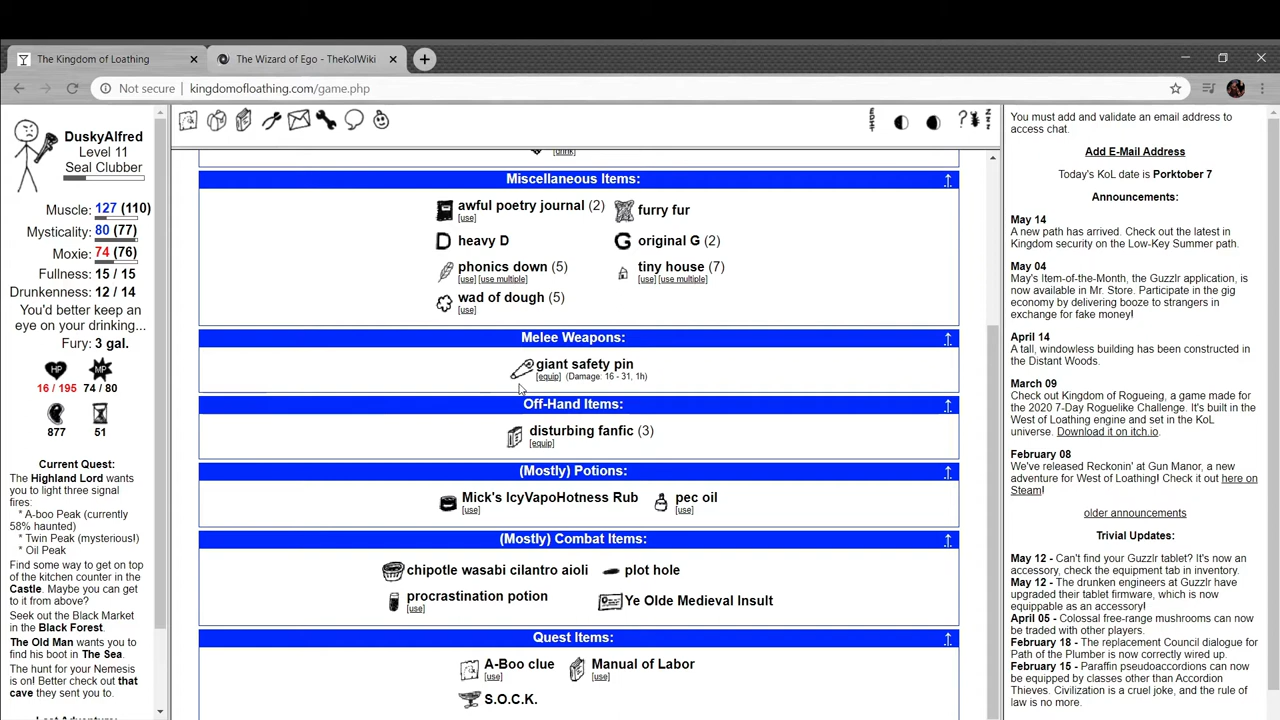 The Kingdom of Loathing
The Wizard of Ego - TheKolWiki
Not secure
kingdomofloathing.com/game.php
DuskyAlfred
Level 11
Seal Clubber
Muscle: 127 (110)
Mysticality: 80 (77)
Moxie: 74 (76)
Fullness: 15 / 15
Drunkenness: 12 / 14
You'd better keep an
eye on your drinking...
Fury: 3 gal.
HP
MP
16 / 195
74 / 80
877
51
Current Quest:
The Highland Lord wants
you to light three signal
fires:
* A-boo Peak (currently
58% haunted)
* Twin Peak (mysterious!)
* Oil Peak
Find some way to get on top
of the kitchen counter in the
Castle. Maybe you can get
to it from above?
Seek out the Black Market
in the Black Forest.
The Old Man wants you to
find his boot in The Sea.
The hunt for your Nemesis
is on! Better check out that
cave they sent you to.
Last Adventure:
[drink]
Miscellaneous Items:
awful poetry journal (2)
[use]
furry fur
heavy D
original G (2)
phonics down (5)
[use] [use multiple]
tiny house (7)
[use] [use multiple]
wad of dough (5)
[use]
Melee Weapons:
giant safety pin
[equip] (Damage: 16 - 31, 1h)
Off-Hand Items:
disturbing fanfic (3)
[equip]
(Mostly) Potions:
Mick's IcyVapoHotness Rub
[use]
pec oil
[use]
(Mostly) Combat Items:
chipotle wasabi cilantro aioli
plot hole
procrastination potion
[use]
Ye Olde Medieval Insult
Quest Items:
A-Boo clue
[use]
Manual of Labor
[use]
S.O.C.K.
You must add and validate an email address to
access chat.
Add E-Mail Address
Today's KoL date is Porktober 7
Announcements:
May 14
A new path has arrived. Check out the latest in
Kingdom security on the Low-Key Summer path.
May 04
May's Item-of-the-Month, the Guzzlr application, is
now available in Mr. Store. Participate in the gig
economy by delivering booze to strangers in
exchange for fake money!
April 14
A tall, windowless building has been constructed in
the Distant Woods.
March 09
Check out Kingdom of Rogueing, a game made for
the 2020 7-Day Roguelike Challenge. It's built in the
West of Loathing engine and set in the KoL
universe. Download it on itch.io.
February 08
We've released Reckonin' at Gun Manor, a new
adventure for West of Loathing! Check it out here on
Steam!
older announcements
Trivial Updates:
May 12 - Can't find your Guzzlr tablet? It's now an
accessory, check the equipment tab in inventory.
May 12 - The drunken engineers at Guzzlr have
upgraded their tablet firmware, which is now
equippable as an accessory!
April 05 - Colossal free-range mushrooms can now
be traded with other players.
February 18 - The replacement Council dialogue for
Path of the Plumber is now correctly wired up.
February 15 - Paraffin pseudoaccordions can now
be equipped by classes other than Accordion
Thieves. Civilization is a cruel joke, and the rule of
law is no more.